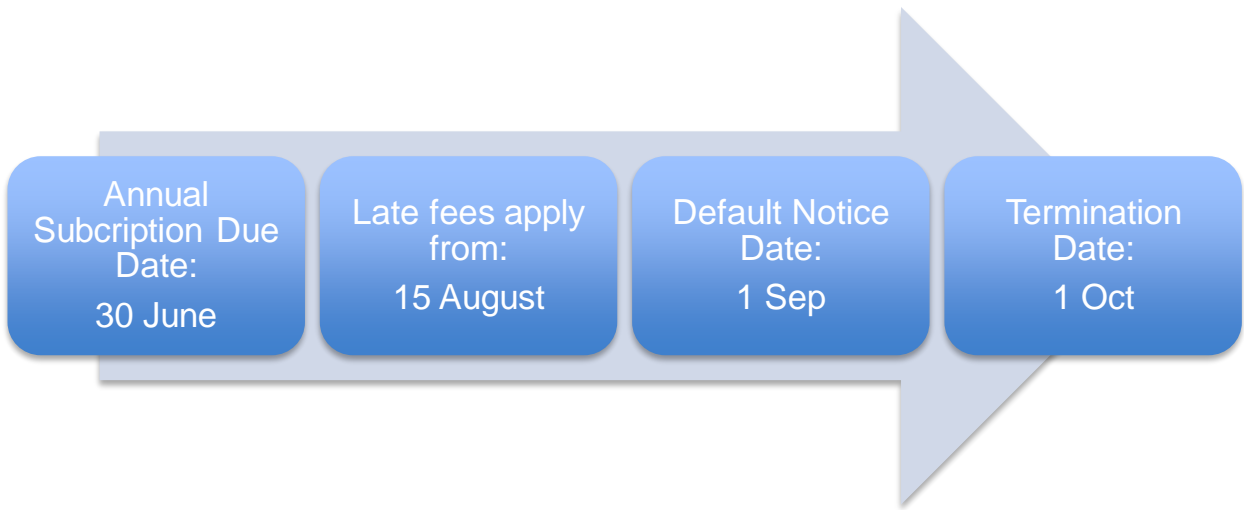 Annual
Subcription Due
Date:
30 June
Late fees apply
from:
15 August
Default Notice
Date:
1 Sep
Termination
Date:
1 Oct